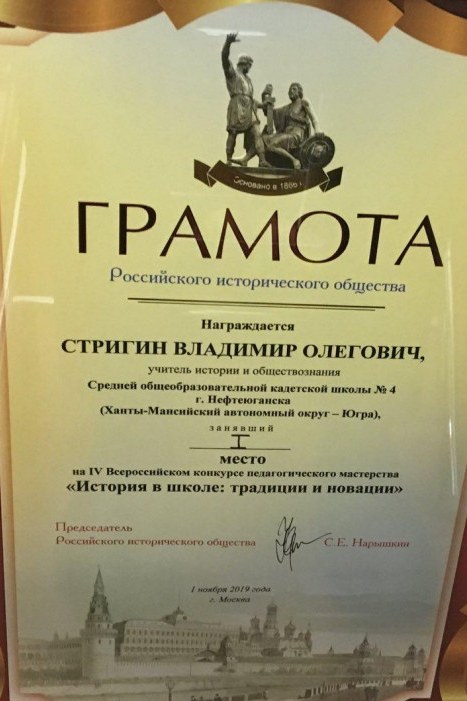 Основано в 1866 г.
ГРАМОТА
Российского исторического общества
Награждается
СТРИГИН ВЛАДИМИР ОЛЕГОВИЧ,
учитель истории и обществознания
Средней общеобразовательной кадетской школы № 4
г. Нефтеюганска
(Ханты-Мансийский автономный округ – Югра),
занявший
I
место
на IV Всероссийском конкурсе педагогического мастерства
«История в школе: традиции и новации»
Председатель
Российского исторического общества С.Е. Нарышкин
1 ноября 2019 года
г. Москва